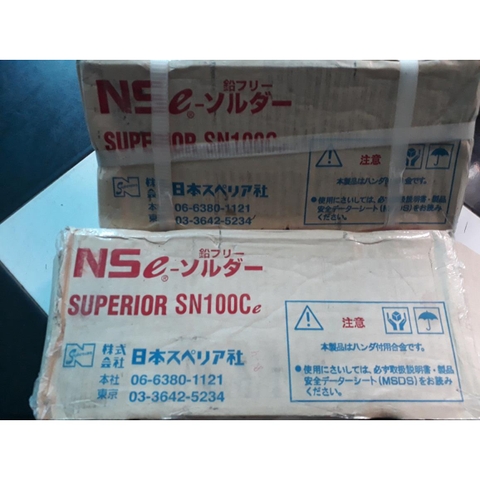 鉛フリー
NSe®-ソルダー
SUPERIOR SN100Ce
注意
本製品はハンダ付用合金です。
株式会社 日本スペリア社
本社 06-6380-1121
東京 03-3642-5234
●使用にさいしては、必ず取扱説明書・製品
安全データーシート(MSDS)をお読み
ください。
鉛フリー
NSe®-ソルダー
SUPERIOR SN100Ce
注意
本製品はハンダ付用合金です。
株式会社 日本スペリア社
本社 06-6380-1121
東京 03-3642-5234
●使用にさいしては、必ず取扱説明書・製品
安全データーシート(MSDS)をお読み
ください。